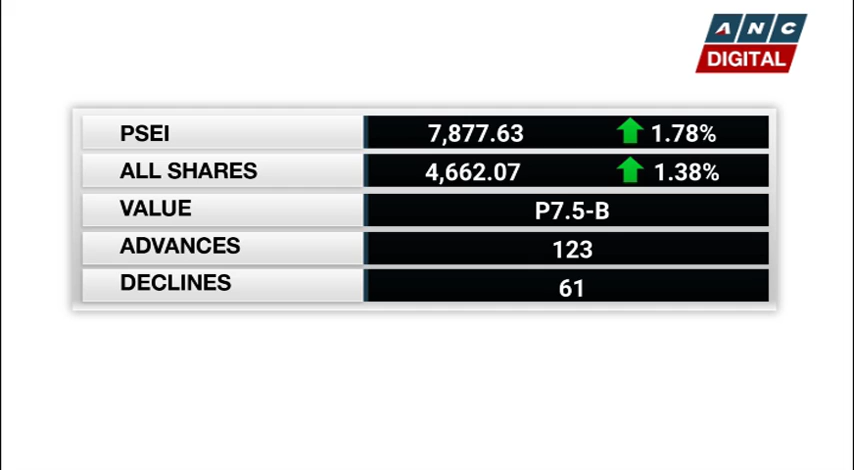 ANC
DIGITAL
PSEI 7,877.63 1.78%
ALL SHARES 4,662.07 1.38%
VALUE P7.5-B
ADVANCES 123
DECLINES 61